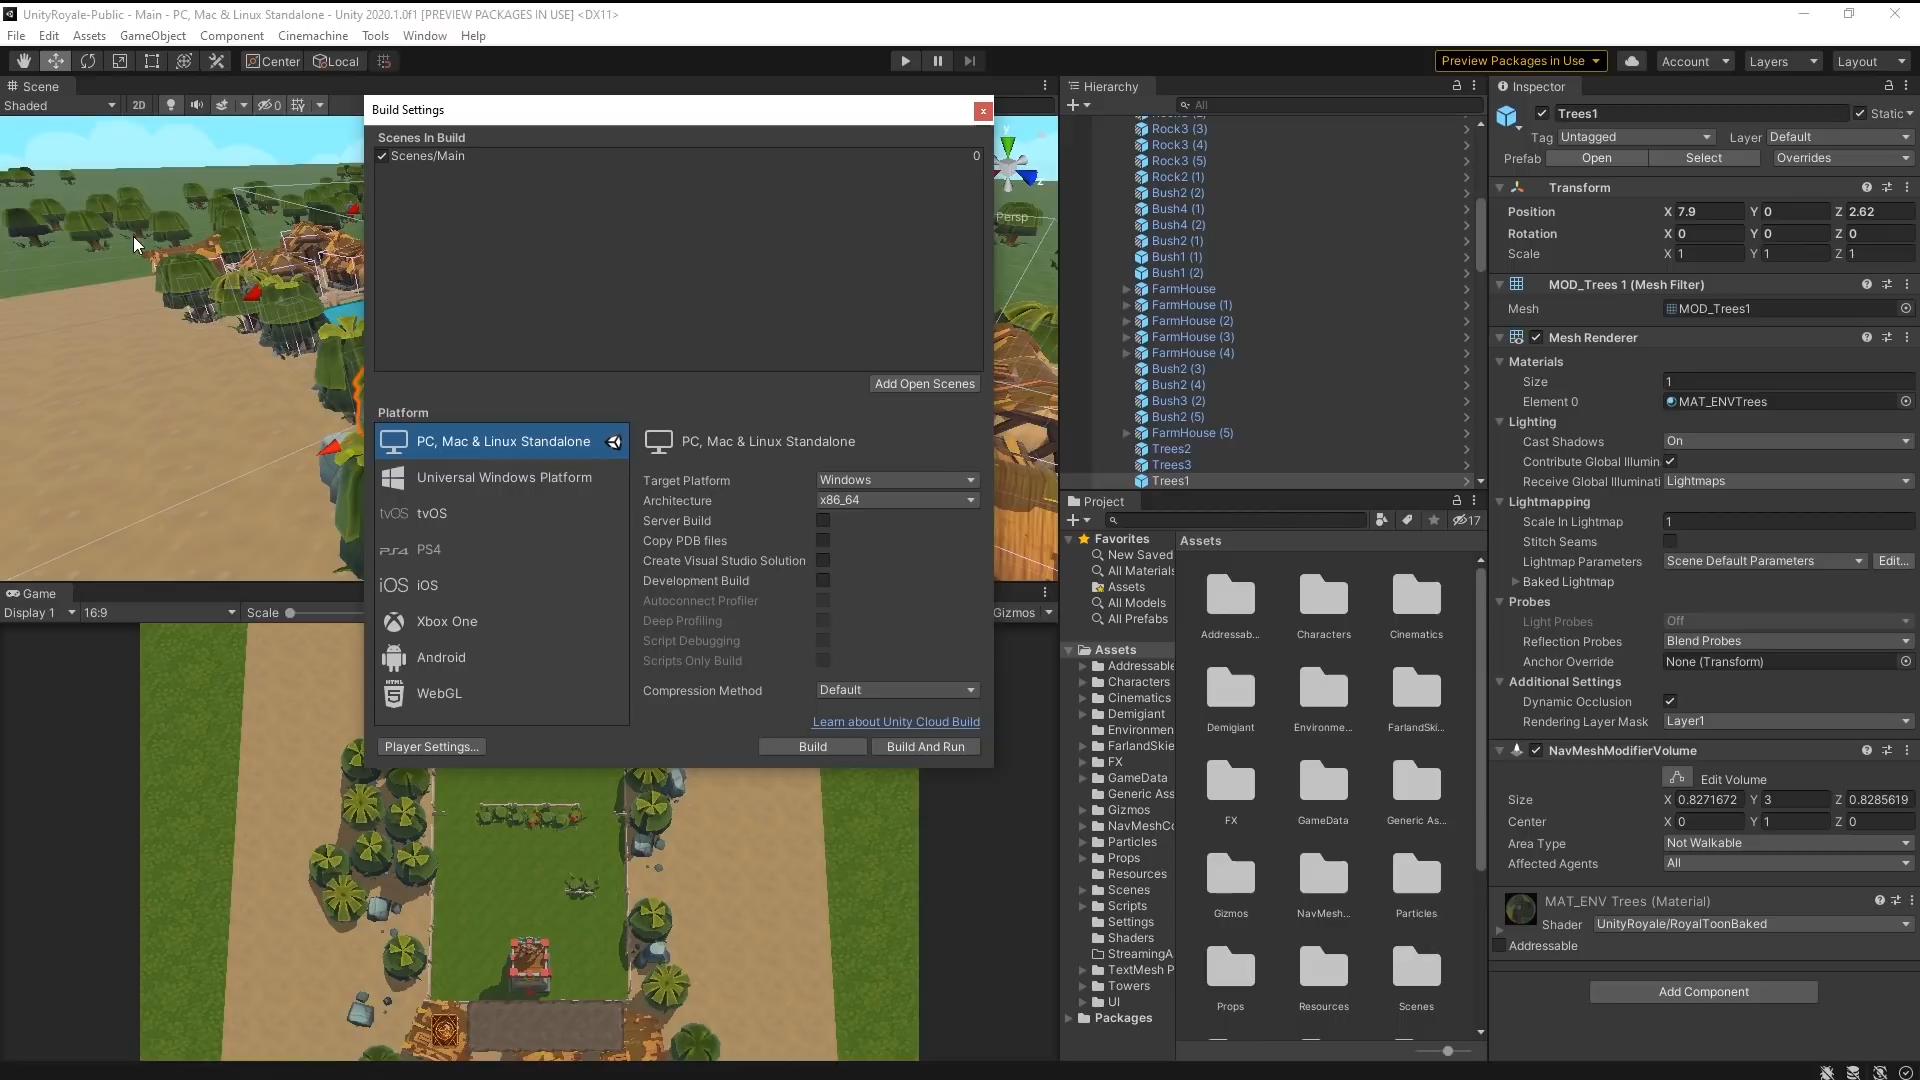 UnityRoyale-Public - Main - PC, Mac & Linux Standalone - Unity 2020.1.0f1 [PREVIEW PACKAGES IN USE] <DX11>
File Edit Assets GameObject Component Cinemachine Tools Window Help
Center Local Preview Packages in Use Account Layers Layout
Scene
Shaded 2D 0
Persp
y
z
Build Settings
Scenes In Build
Scenes/Main 0
Add Open Scenes
Platform
PC, Mac & Linux Standalone
Universal Windows Platform
tvOS tvOS
PS4 PS4
iOS iOS
Xbox One
Android
HTML
WebGL
PC, Mac & Linux Standalone
Target Platform Windows
Architecture x86_64
Server Build
Copy PDB files
Create Visual Studio Solution
Development Build
Autoconnect Profiler
Deep Profiling
Script Debugging
Scripts Only Build
Compression Method Default
Learn about Unity Cloud Build
Player Settings... Build Build And Run
Game
Display 1 16:9 Scale Gizmos
Hierarchy
All
Rock3 (3)
Rock3 (4)
Rock3 (5)
Rock2 (1)
Bush2 (2)
Bush4 (1)
Bush4 (2)
Bush2 (1)
Bush1 (1)
Bush1 (2)
FarmHouse
FarmHouse (1)
FarmHouse (2)
FarmHouse (3)
FarmHouse (4)
Bush2 (3)
Bush2 (4)
Bush3 (2)
Bush2 (5)
FarmHouse (5)
Trees2
Trees3
Trees1
Project
17
Favorites
New Saved
All Materials
Assets
All Models
All Prefabs
Assets
Addressable
Characters
Cinematics
Demigiant
Environmen
FarlandSkie
FX
GameData
Generic Ass
Gizmos
NavMeshCo
Particles
Props
Resources
Scenes
Scripts
Settings
Shaders
StreamingA
TextMesh P
Towers
UI
Packages
Assets
Addressab... Characters Cinematics
Demigiant Environme... FarlandSki...
FX GameData Generic As...
Gizmos NavMesh... Particles
Props Resources Scenes
Inspector
Trees1 Static
Tag Untagged Layer Default
Prefab Open Select Overrides
Transform
Position X 7.9 Y 0 Z 2.62
Rotation X 0 Y 0 Z 0
Scale X 1 Y 1 Z 1
MOD_Trees 1 (Mesh Filter)
Mesh MOD_Trees1
Mesh Renderer
Materials
Size 1
Element 0 MAT_ENVTrees
Lighting
Cast Shadows On
Contribute Global Illumin
Receive Global Illuminati Lightmaps
Lightmapping
Scale In Lightmap 1
Stitch Seams
Lightmap Parameters Scene Default Parameters Edit...
Baked Lightmap
Probes
Light Probes Off
Reflection Probes Blend Probes
Anchor Override None (Transform)
Additional Settings
Dynamic Occlusion
Rendering Layer Mask Layer1
NavMeshModifierVolume
Edit Volume
Size X 0.8271672 Y 3 Z 0.8285619
Center X 0 Y 1 Z 0
Area Type Not Walkable
Affected Agents All
MAT_ENV Trees (Material)
Shader UnityRoyale/RoyalToonBaked
Addressable
Add Component